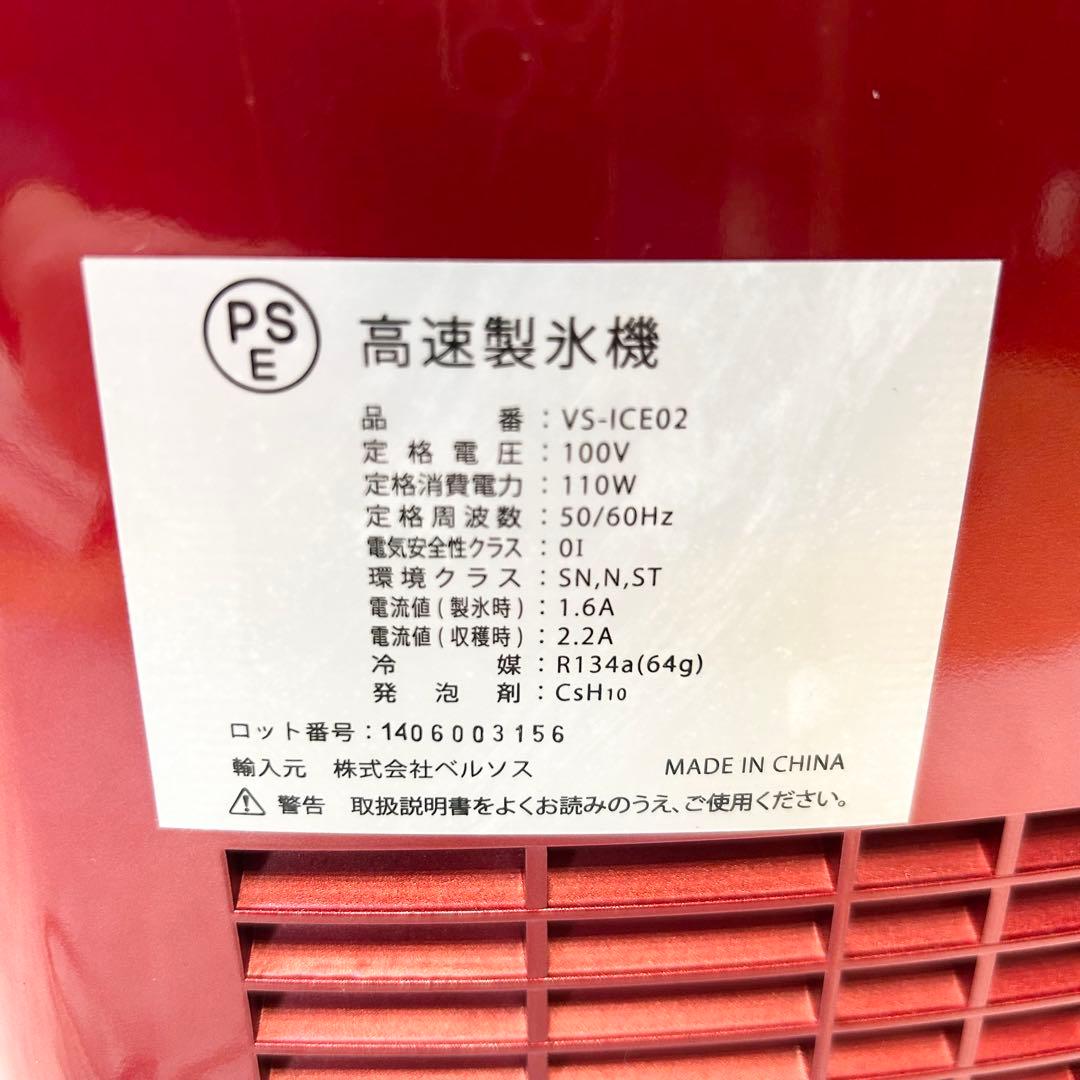 PS
E
高速製氷機
品番：VS-ICE02
定格電圧：100V
定格消費電力：110W
定格周波数：50/60Hz
電気安全性クラス：0I
環境クラス：SN,N,ST
電流値(製氷時)：1.6A
電流値(収穫時)：2.2A
冷媒：R134a(64g)
発泡剤：CsH10
ロット番号：1406003156
輸入元 株式会社ベルソス MADE IN CHINA
警告 取扱説明書をよくお読みのうえ、ご使用ください。